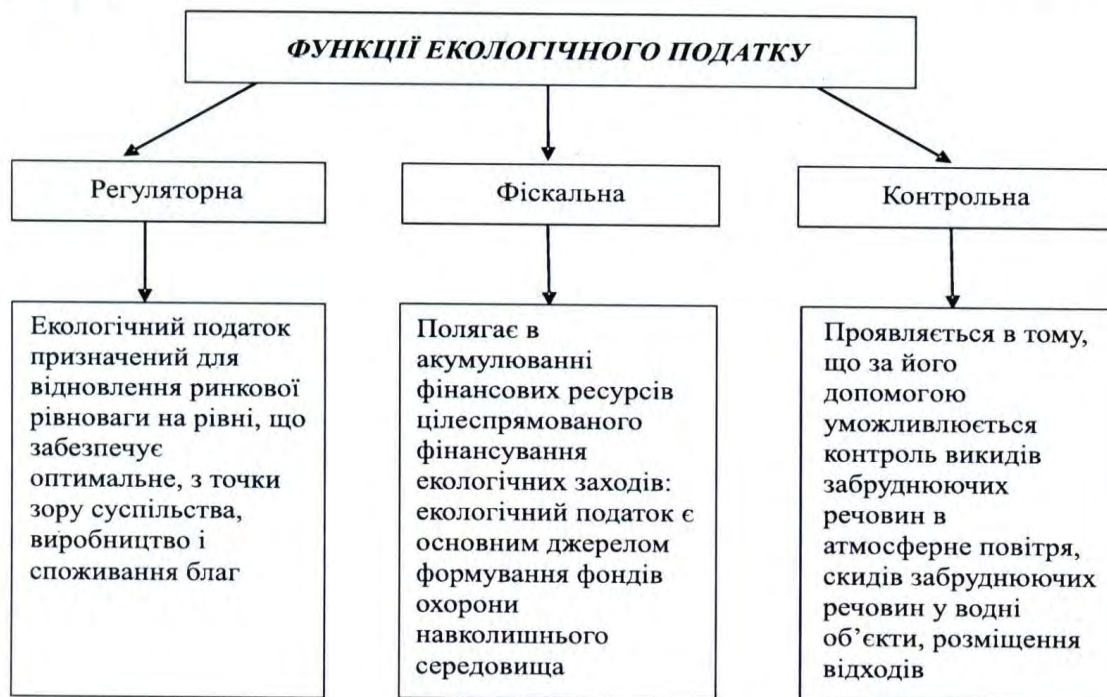 ФУНКЦІЇ ЕКОЛОГІЧНОГО ПОДАТКУ
Регуляторна
Фіскальна
Контрольна
Екологічний податок
призначений для
відновлення ринкової
рівноваги на рівні, що
забезпечує
оптимальне, з точки
зору суспільства,
виробництво і
споживання благ
Полягає в
акумулюванні
фінансових ресурсів
цілеспрямованого
фінансування
екологічних заходів:
екологічний податок є
основним джерелом
формування фондів
охорони
навколишнього
середовища
Проявляється в тому,
що за його
допомогою
уможливлюється
контроль викидів
забруднюючих
речовин в
атмосферне повітря,
скидів забруднюючих
речовин у водні
об’єкти, розміщення
відходів